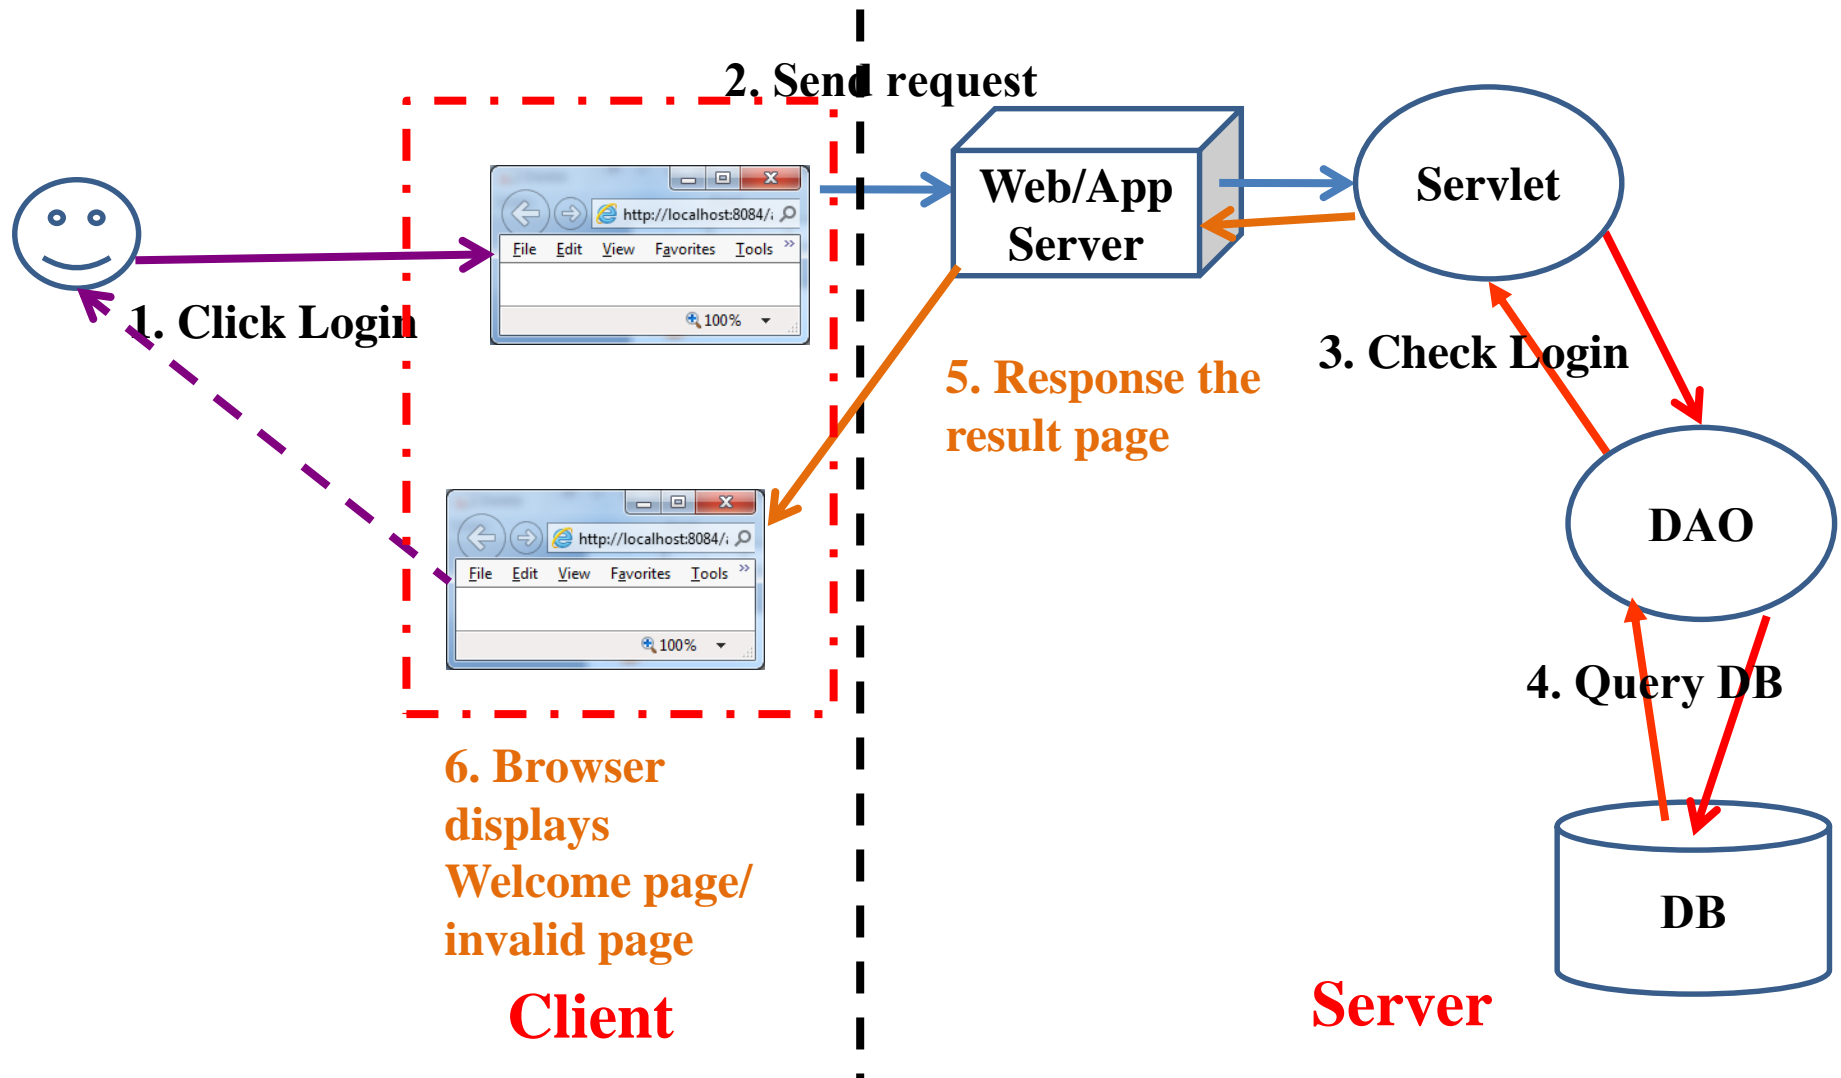 2. Send request
http://localhost:8084/
File Edit View Favorites Tools »
100%
1. Click Login
Web/App
Server
Servlet
3. Check Login
5. Response the
result page
http://localhost:8084/
File Edit View Favorites Tools »
100%
DAO
4. Query DB
6. Browser
displays
Welcome page/
invalid page
DB
Client
Server